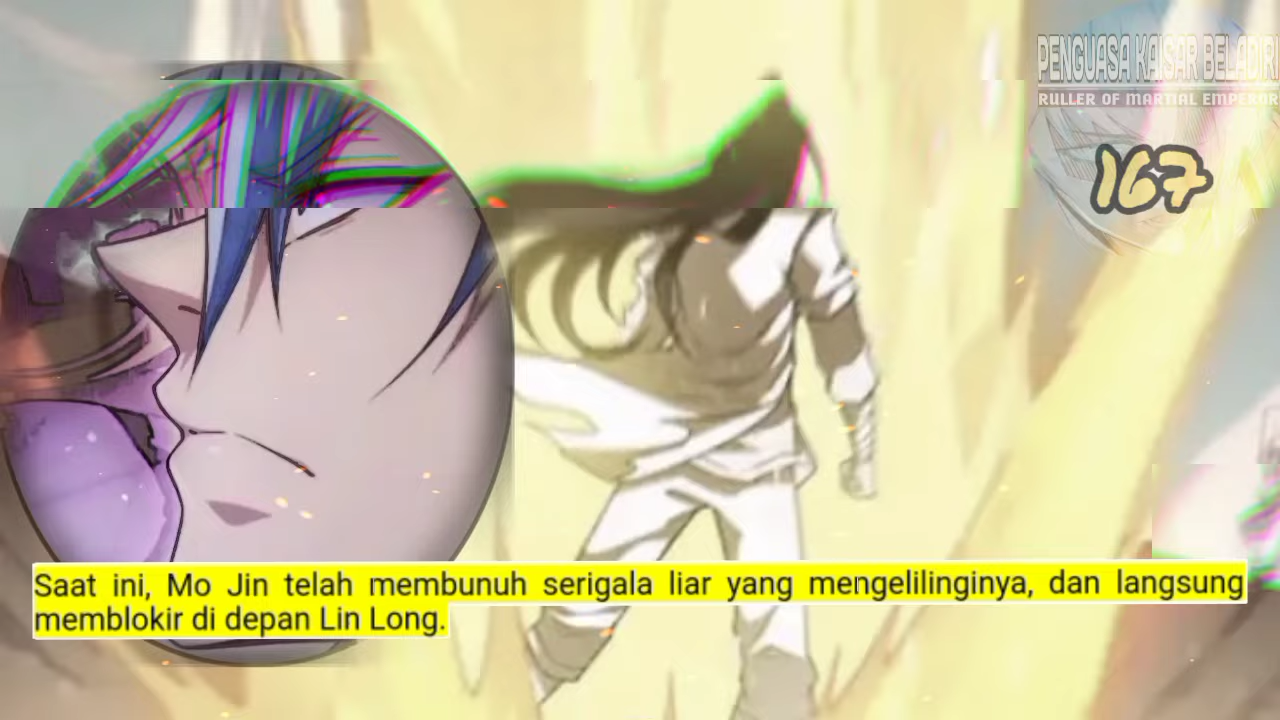 PENGUASA KAISAR BELADIRI
RULLER OF MARTIAL EMPEROR
167
Saat ini, Mo Jin telah membunuh serigala liar yang mengelilinginya, dan langsung
memblokir di depan Lin Long.